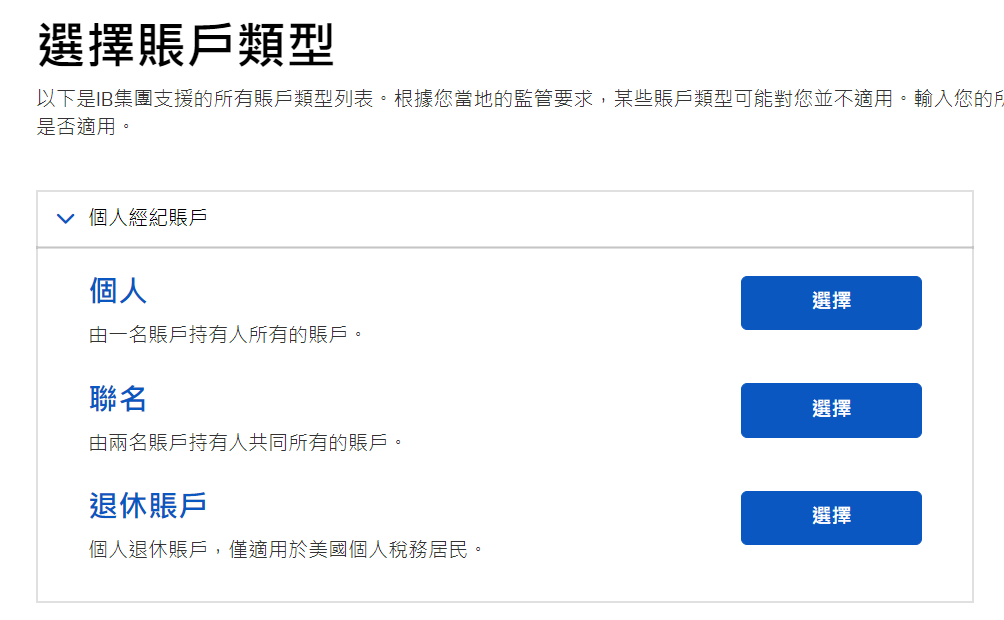 選擇賬戶類型
以下是IB集團支援的所有賬戶類型列表。根據您當地的監管要求，某些賬戶類型可能對您並不適用。輸入您的所
是否適用。
個人經紀賬戶
個人
選擇
由一名賬戶持有人所有的賬戶。
聯名
選擇
由兩名賬戶持有人共同所有的賬戶。
退休賬戶
選擇
個人退休賬戶，僅適用於美國個人稅務居民。